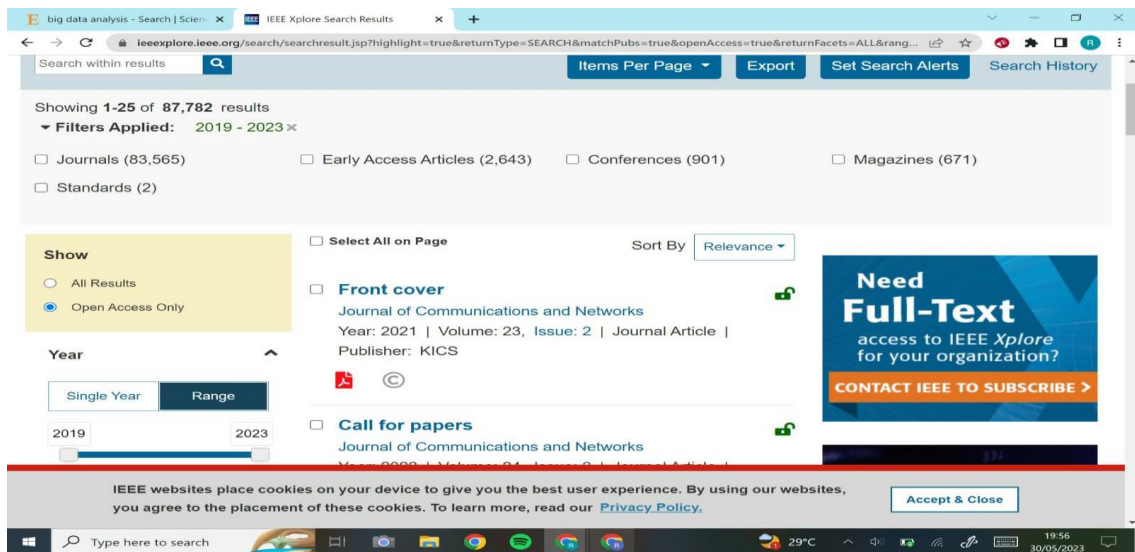 big data analysis - Search | Scien
IEEE Xplore Search Results
ieeexplore.ieee.org/search/searchresult.jsp?highlight=true&returnType=SEARCH&matchPubs=true&openAccess=true&returnFacets=ALL&rang...
Search within results
Items Per Page
Export
Set Search Alerts
Search History
Showing 1-25 of 87,782 results
Filters Applied: 2019 - 2023
Journals (83,565)
Early Access Articles (2,643)
Conferences (901)
Magazines (671)
Standards (2)
Show
All Results
Open Access Only
Year
Single Year
Range
2019
2023
Select All on Page
Sort By
Relevance
Front cover
Journal of Communications and Networks
Year: 2021 | Volume: 23, Issue: 2 | Journal Article |
Publisher: KICS
Call for papers
Journal of Communications and Networks
Need
Full-Text
access to IEEE Xplore
for your organization?
CONTACT IEEE TO SUBSCRIBE >
IEEE websites place cookies on your device to give you the best user experience. By using our websites,
you agree to the placement of these cookies. To learn more, read our Privacy Policy.
Accept & Close
Type here to search
29°C
19:56
30/05/2023